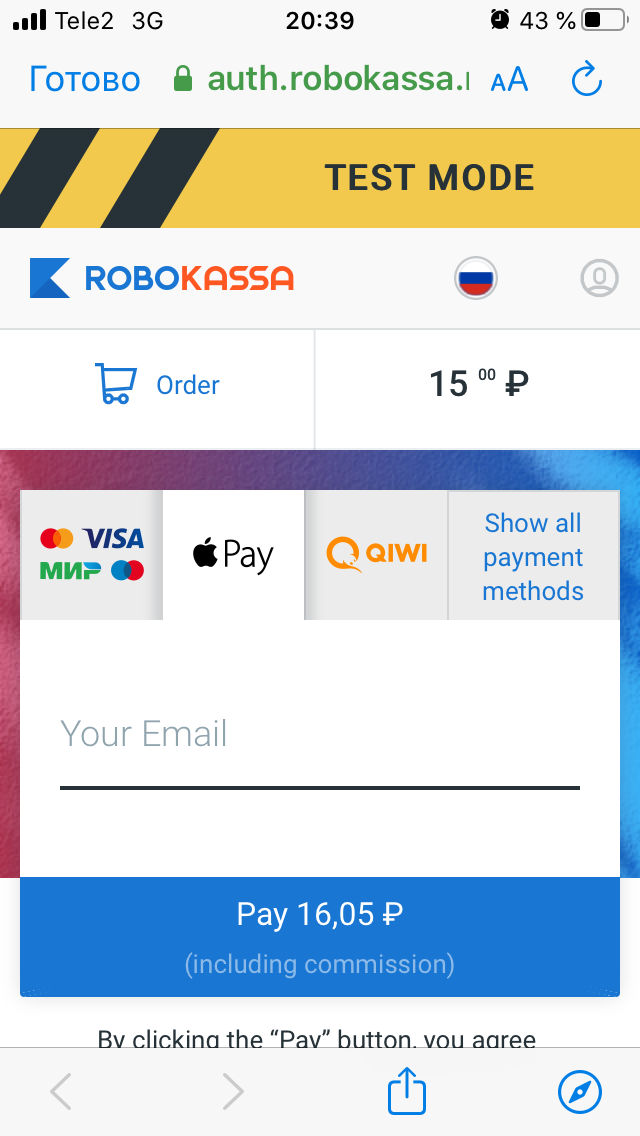 Tele2 3G 20:39 43 %
Готово auth.robokassa.r AA
TEST MODE
ROBOKASSA
Order 15 00 ₽
VISA
МИР
Pay
QIWI
Show all
payment
methods
Your Email
Pay 16,05 ₽
(including commission)
By clicking the “Pay” button, you agree